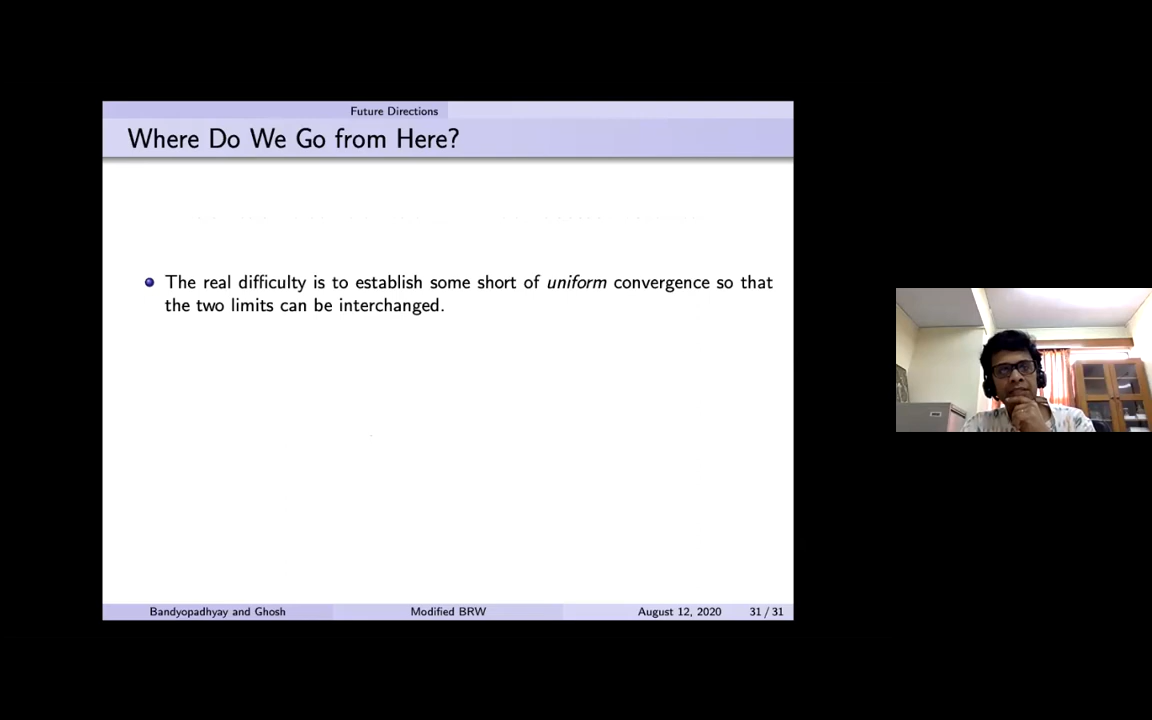 Future Directions
Where Do We Go from Here?
The real difficulty is to establish some short of uniform convergence so that
the two limits can be interchanged.
Bandyopadhyay and Ghosh Modified BRW August 12, 2020 31 / 31